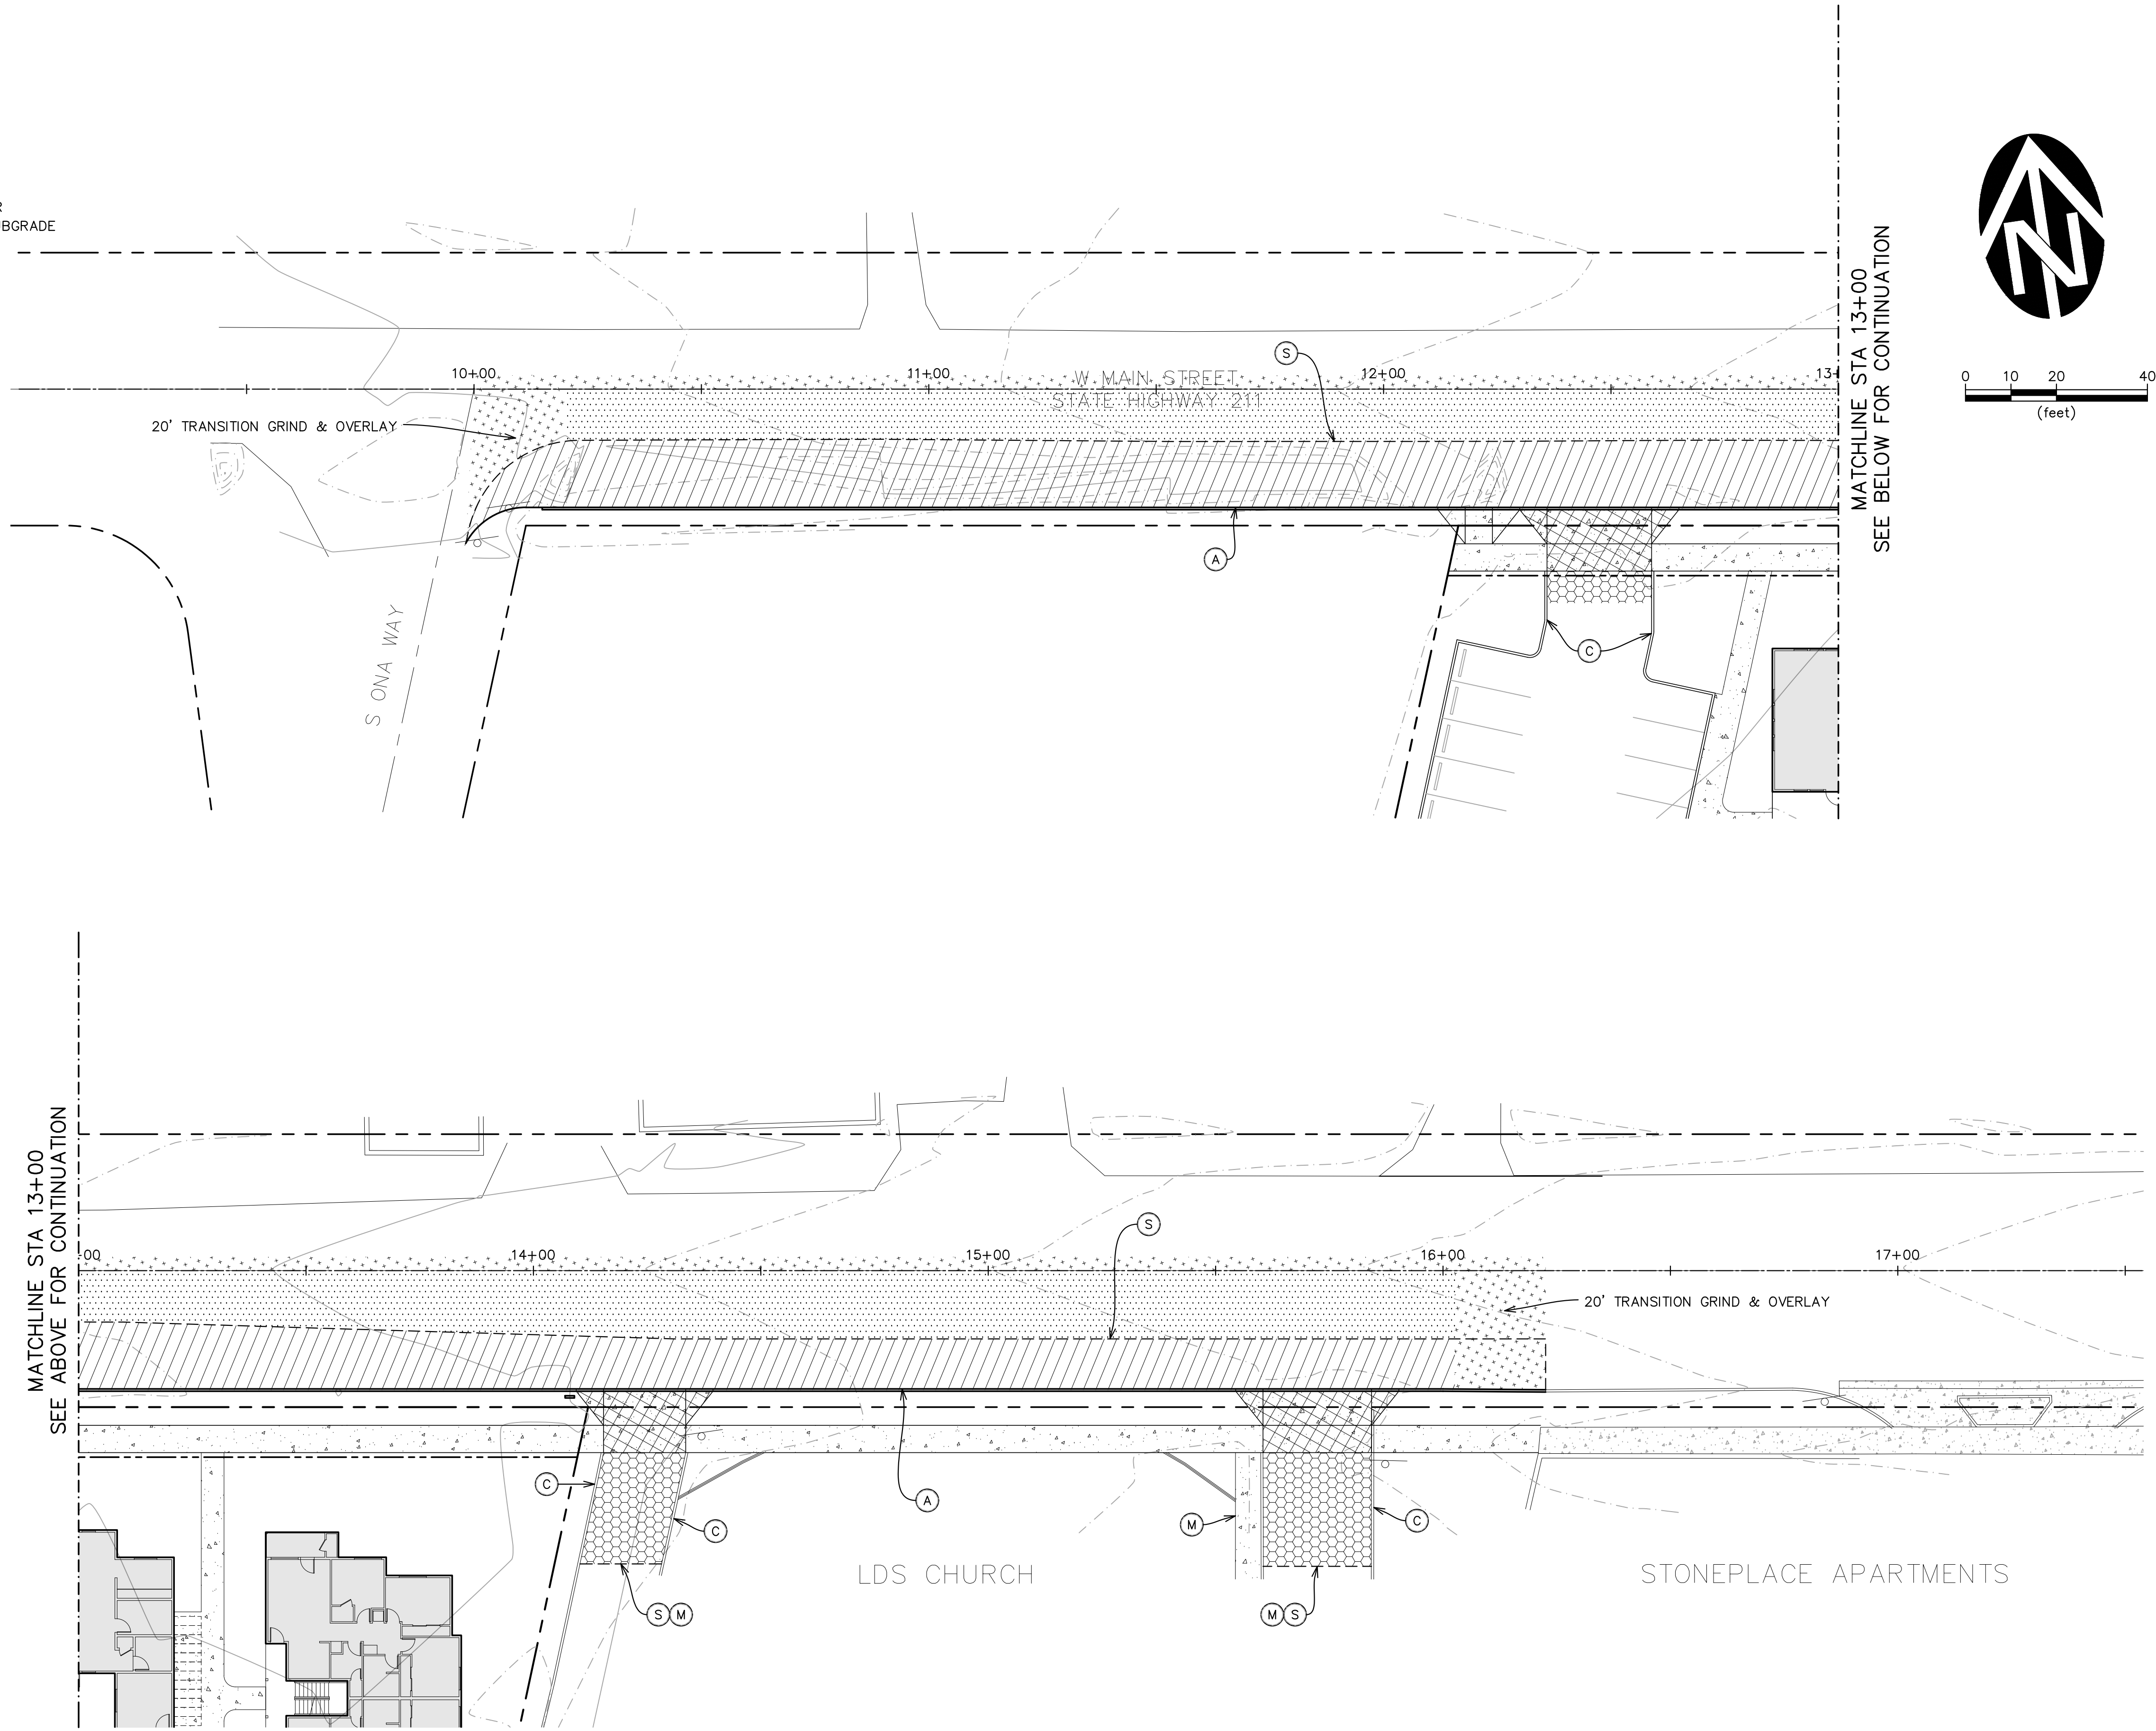 R
BGRADE
MATCHLINE STA 13+00
SEE BELOW FOR CONTINUATION
N
0 10 20 40
(feet)
10+00
11+00
12+00
13+
W MAIN STREET
STATE HIGHWAY 211
S
20' TRANSITION GRIND & OVERLAY
A
S ONA WAY
C
MATCHLINE STA 13+00
SEE ABOVE FOR CONTINUATION
S
00
14+00
15+00
16+00
17+00
20' TRANSITION GRIND & OVERLAY
C
A
C
M
C
LDS CHURCH
STONEPLACE APARTMENTS
S M
M S